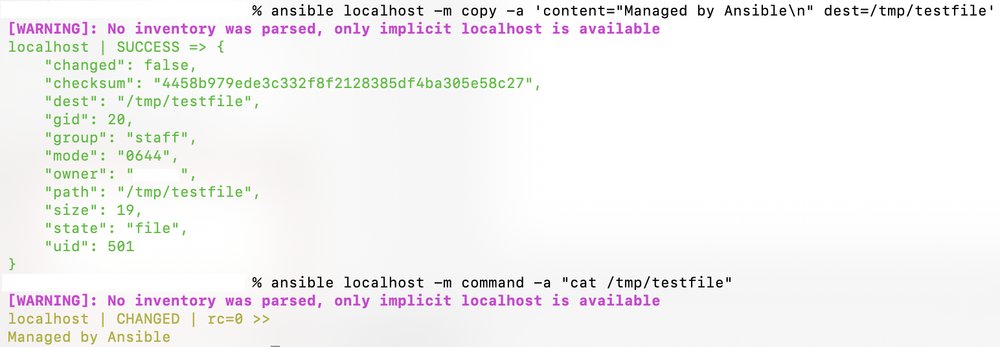 % ansible localhost -m copy -a 'content="Managed by Ansible\n" dest=/tmp/testfile'
[WARNING]: No inventory was parsed, only implicit localhost is available
localhost | SUCCESS => {
    "changed": false,
    "checksum": "4458b979ede3c332f8f2128385df4ba305e58c27",
    "dest": "/tmp/testfile",
    "gid": 20,
    "group": "staff",
    "mode": "0644",
    "owner": "      ",
    "path": "/tmp/testfile",
    "size": 19,
    "state": "file",
    "uid": 501
}
% ansible localhost -m command -a "cat /tmp/testfile"
[WARNING]: No inventory was parsed, only implicit localhost is available
localhost | CHANGED | rc=0 >>
Managed by Ansible